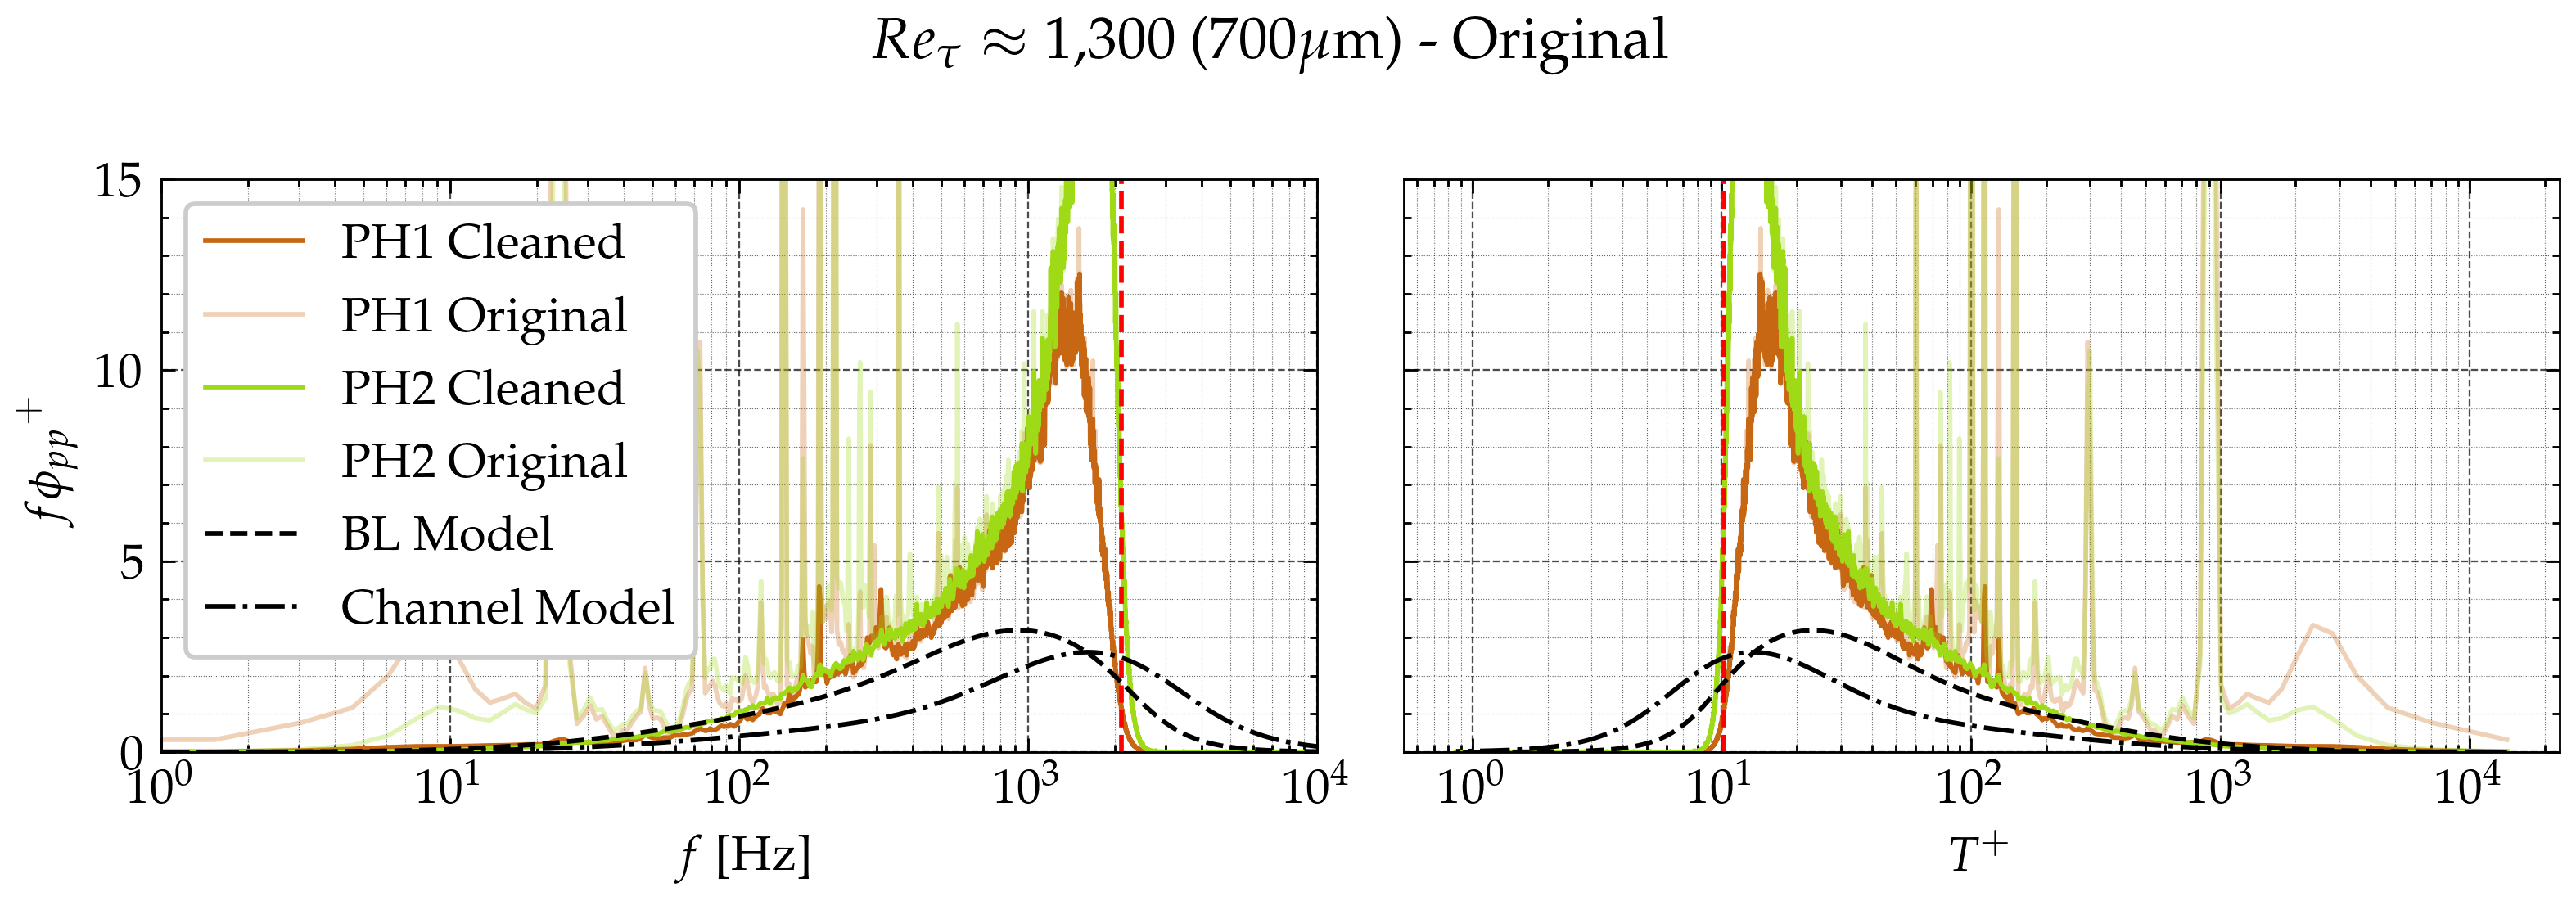 Re_τ ≈ 1,300 (700μm) - Original
15
10
5
0
fϕ_pp^+
PH1 Cleaned
PH1 Original
PH2 Cleaned
PH2 Original
BL Model
Channel Model
10^0 10^1 10^2 10^3 10^4
f [Hz]
10^0 10^1 10^2 10^3 10^4
T^+